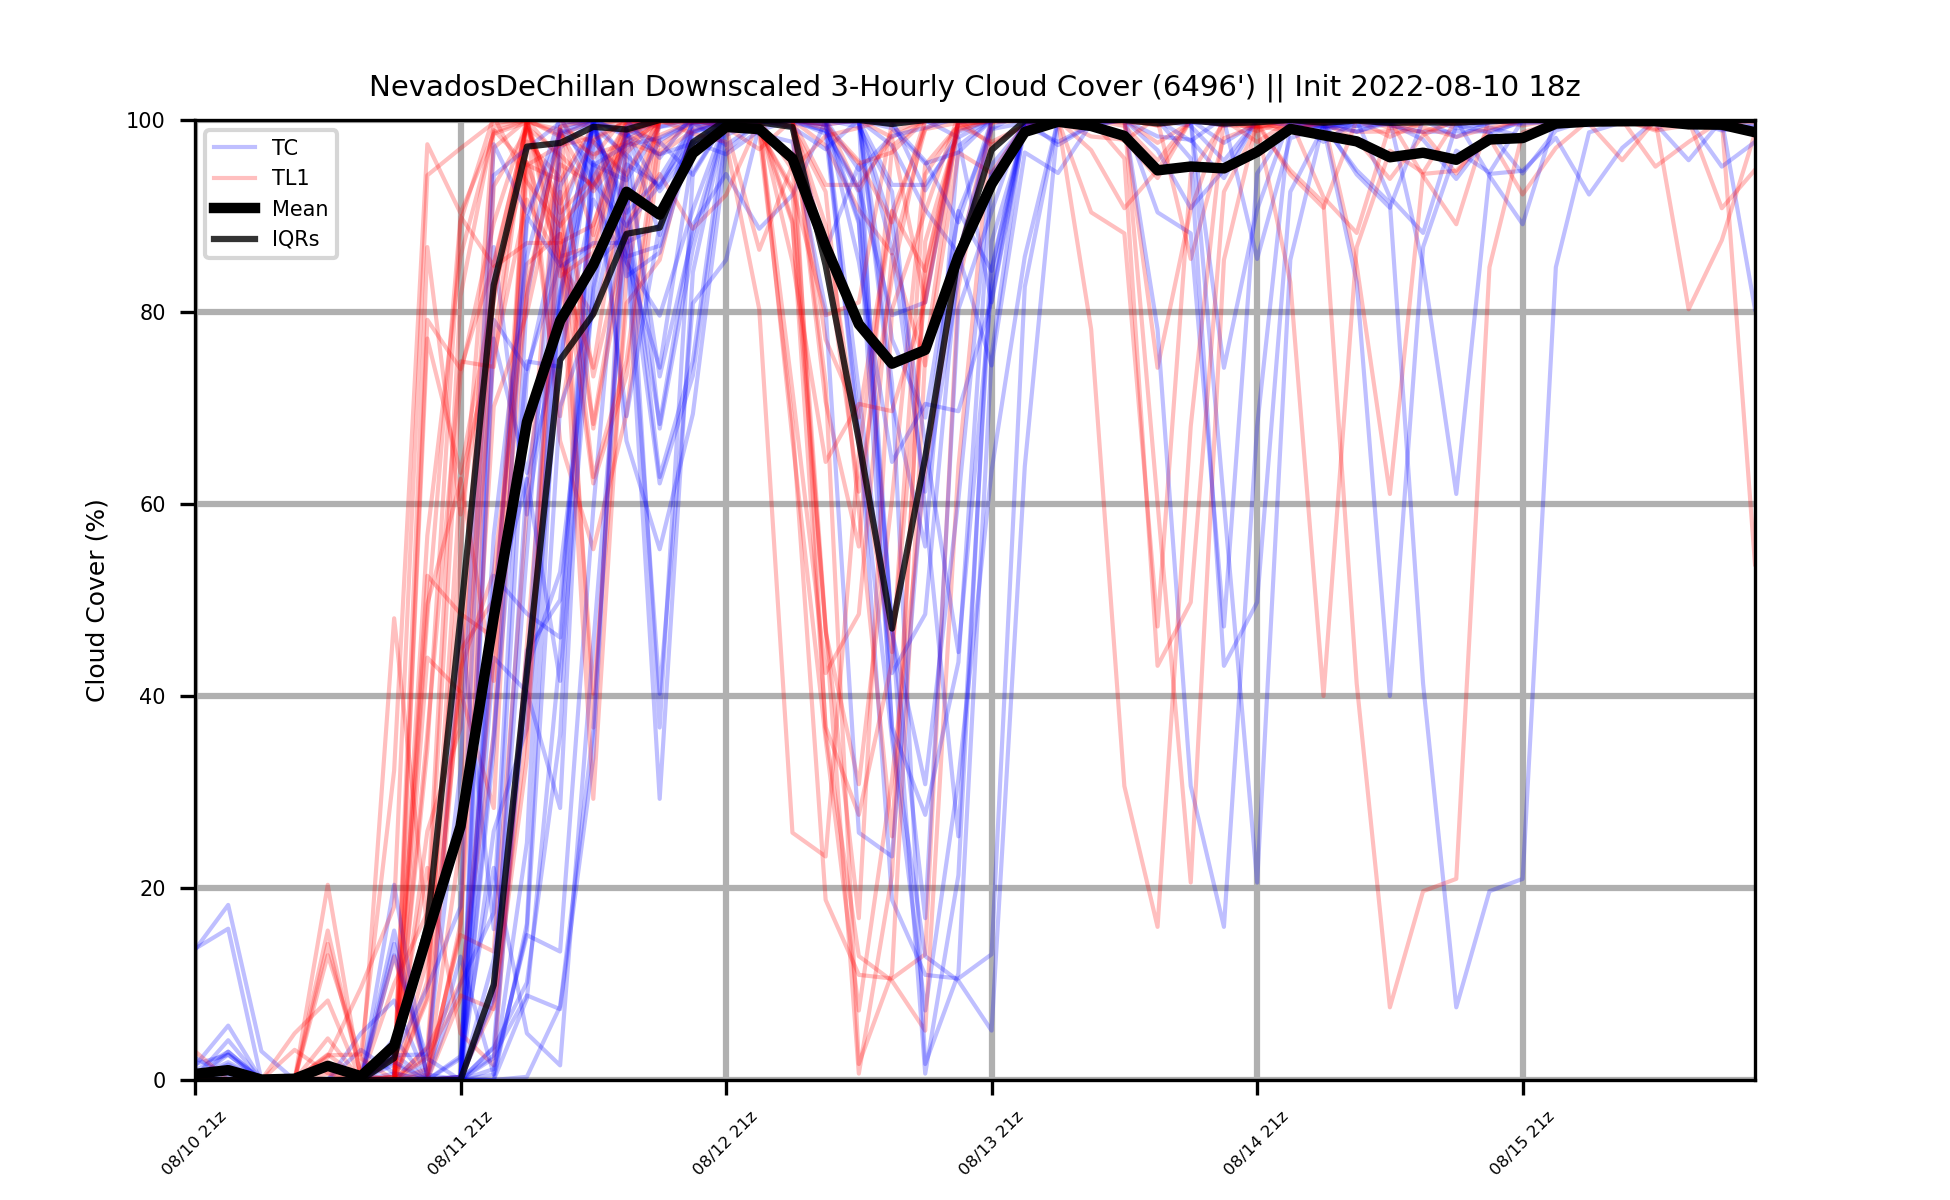 NevadosDeChillan Downscaled 3-Hourly Cloud Cover (6496') || Init 2022-08-10 18z
100
80
60
40
20
0
Cloud Cover (%)
TC
TL1
Mean
IQRs
08/10 21z
08/11 21z
08/12 21z
08/13 21z
08/14 21z
08/15 21z